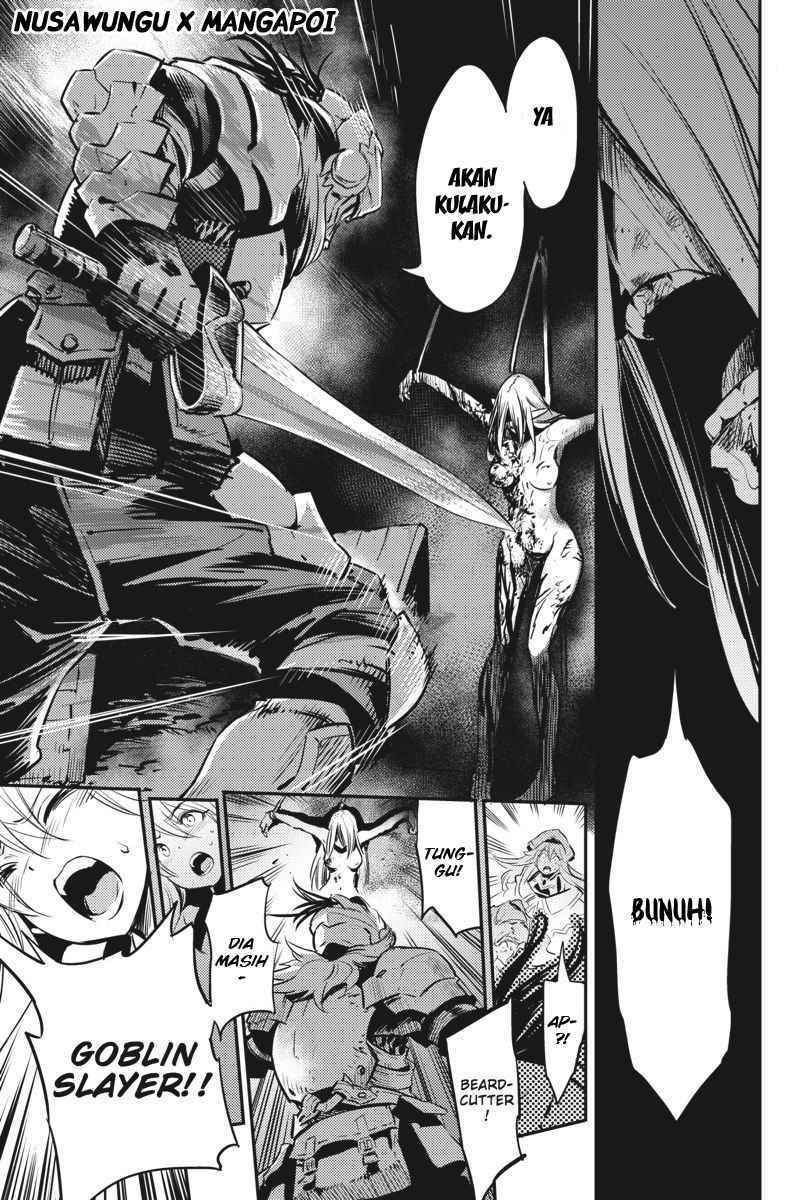 NUSAWUNGU X MANGAPOI
BUNUH!
YA
AKAN
KULAKU-
KAN.
AP-
?!
TUNG-
GU!
BEARD-
CUTTER
!
DIA
MASIH
-
GOBLIN
SLAYER!!